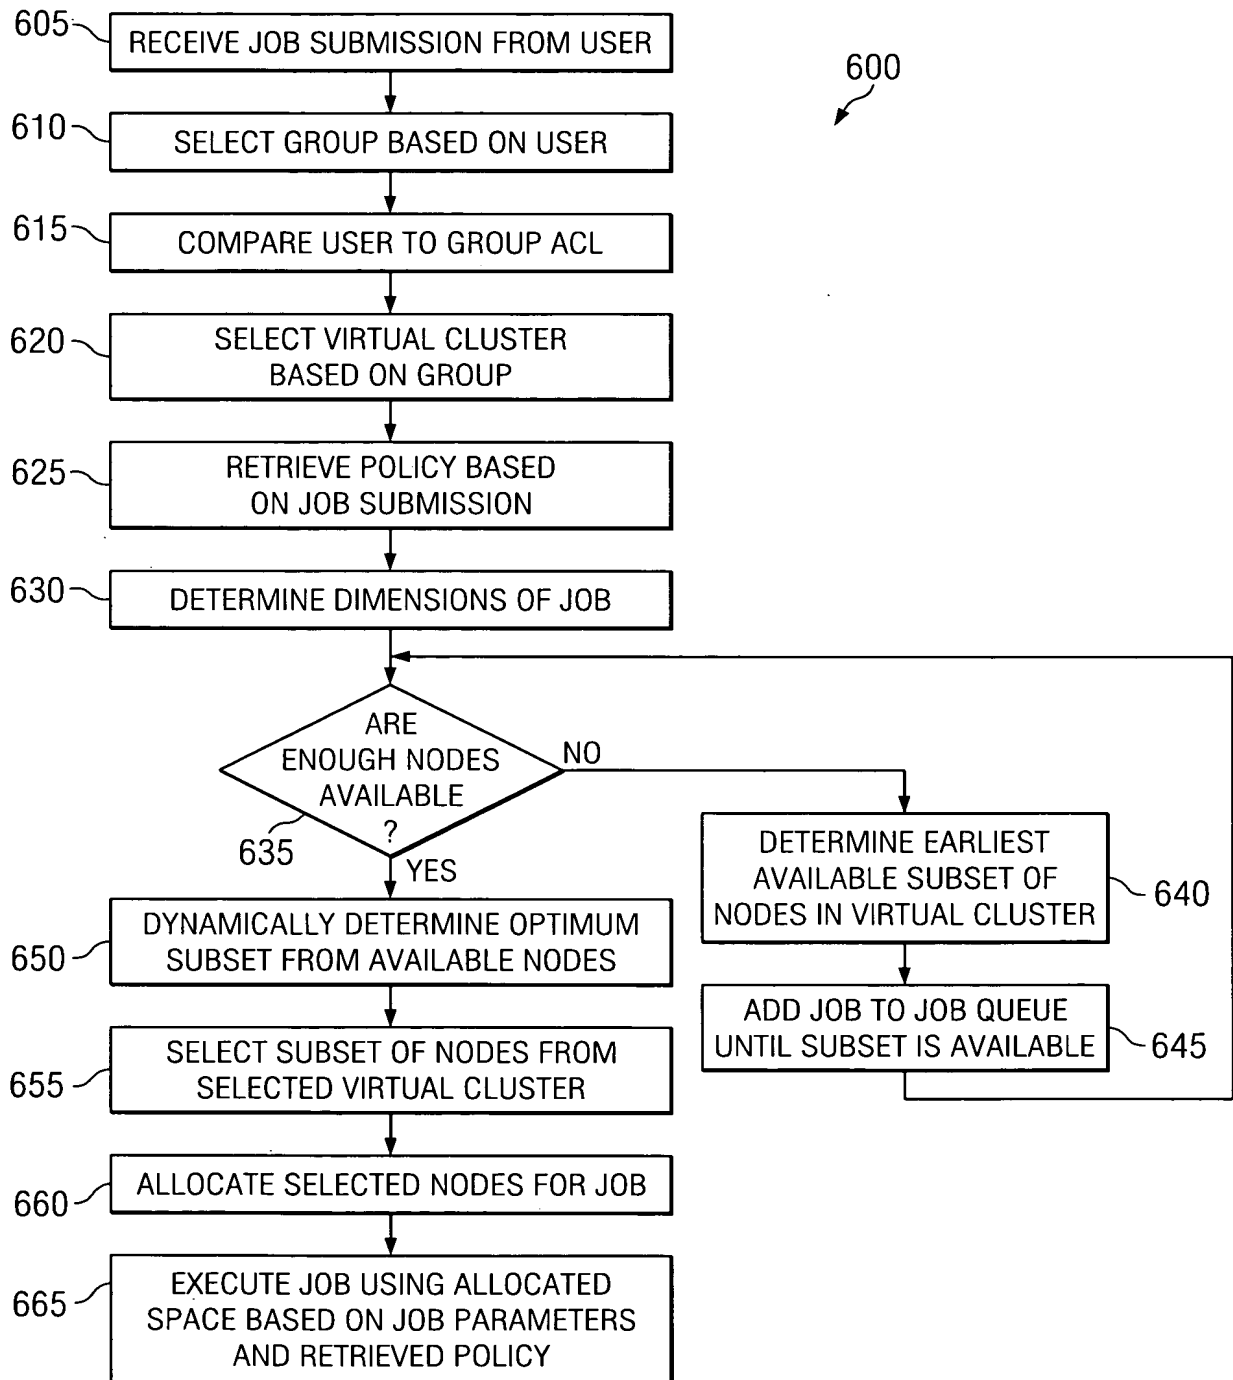 605
RECEIVE JOB SUBMISSION FROM USER
600
610
SELECT GROUP BASED ON USER
615
COMPARE USER TO GROUP ACL
620
SELECT VIRTUAL CLUSTER
BASED ON GROUP
625
RETRIEVE POLICY BASED
ON JOB SUBMISSION
630
DETERMINE DIMENSIONS OF JOB
ARE
ENOUGH NODES
AVAILABLE
?
635
NO
YES
DETERMINE EARLIEST
AVAILABLE SUBSET OF
NODES IN VIRTUAL CLUSTER
640
ADD JOB TO JOB QUEUE
UNTIL SUBSET IS AVAILABLE
645
650
DYNAMICALLY DETERMINE OPTIMUM
SUBSET FROM AVAILABLE NODES
655
SELECT SUBSET OF NODES FROM
SELECTED VIRTUAL CLUSTER
660
ALLOCATE SELECTED NODES FOR JOB
665
EXECUTE JOB USING ALLOCATED
SPACE BASED ON JOB PARAMETERS
AND RETRIEVED POLICY